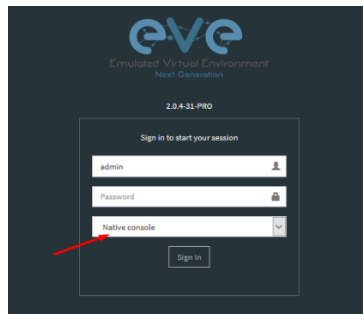 eve
Emulated Virtual Environment
Next Generation
2.0.4-31-PRO
Sign in to start your session
admin
Password
Native console
Sign In